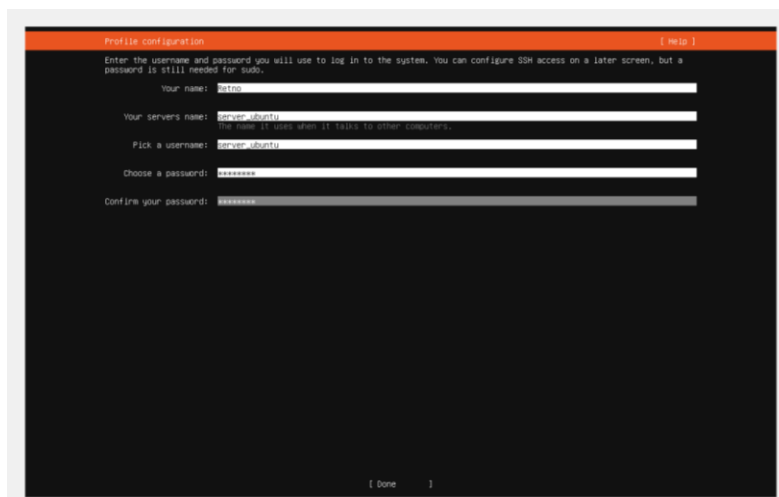 Profile configuration [ Help ]
Enter the username and password you will use to log in to the system. You can configure SSH access on a later screen, but a
password is still needed for sudo.
Your name: Retno
Your servers name: server_ubuntu
The name it uses when it talks to other computers.
Pick a username: server_ubuntu
Choose a password: ********
Confirm your password: ********
[ Done ]